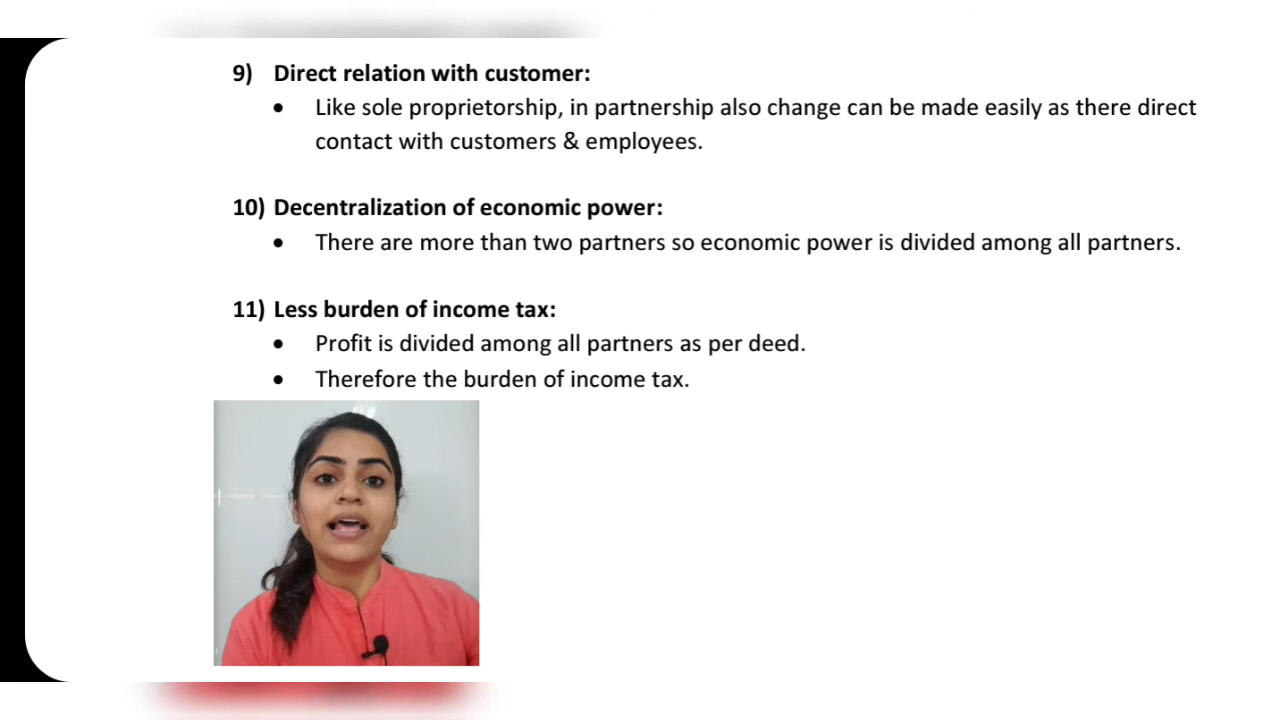 9) Direct relation with customer:
• Like sole proprietorship, in partnership also change can be made easily as there direct
contact with customers & employees.
10) Decentralization of economic power:
• There are more than two partners so economic power is divided among all partners.
11) Less burden of income tax:
• Profit is divided among all partners as per deed.
• Therefore the burden of income tax.